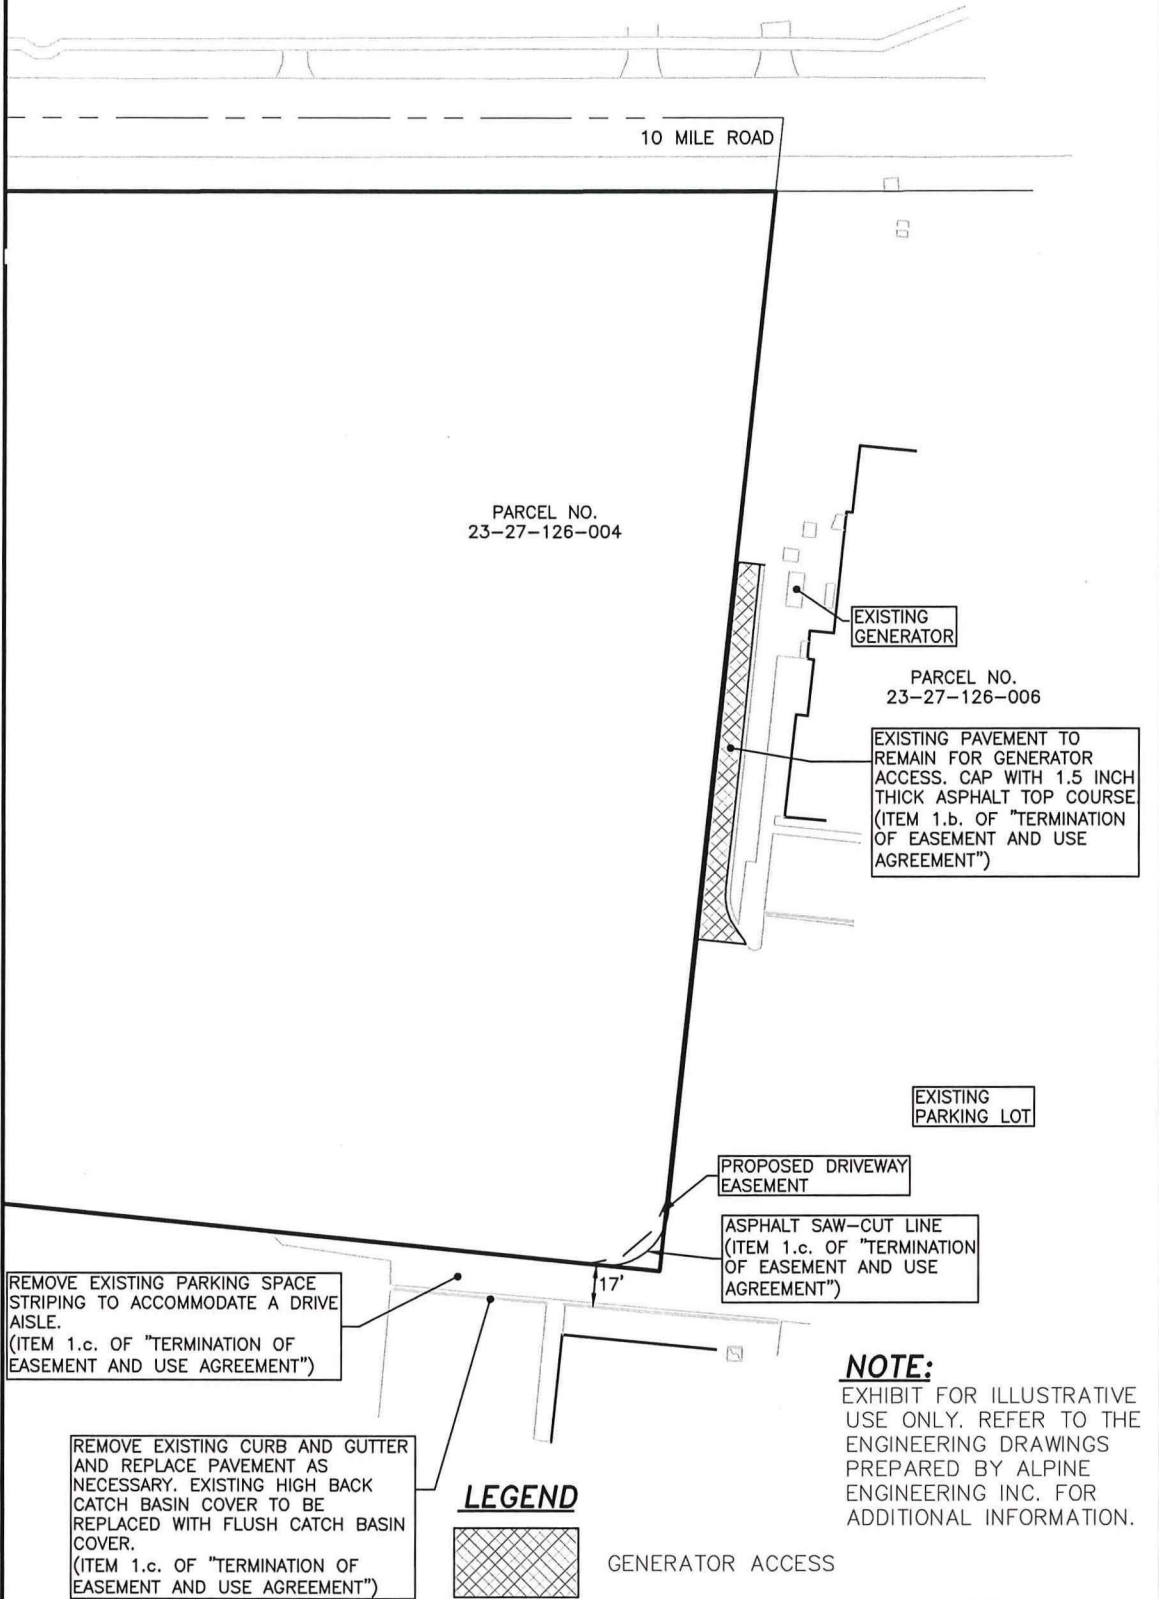 10 MILE ROAD
PARCEL NO.
23-27-126-004
EXISTING
GENERATOR
PARCEL NO.
23-27-126-006
EXISTING PAVEMENT TO
REMAIN FOR GENERATOR
ACCESS. CAP WITH 1.5 INCH
THICK ASPHALT TOP COURSE
(ITEM 1.b. OF "TERMINATION
OF EASEMENT AND USE
AGREEMENT")
EXISTING
PARKING LOT
PROPOSED DRIVEWAY
EASEMENT
ASPHALT SAW-CUT LINE
(ITEM 1.c. OF "TERMINATION
OF EASEMENT AND USE
AGREEMENT")
17'
REMOVE EXISTING PARKING SPACE
STRIPING TO ACCOMMODATE A DRIVE
AISLE.
(ITEM 1.c. OF "TERMINATION OF
EASEMENT AND USE AGREEMENT")
REMOVE EXISTING CURB AND GUTTER
AND REPLACE PAVEMENT AS
NECESSARY. EXISTING HIGH BACK
CATCH BASIN COVER TO BE
REPLACED WITH FLUSH CATCH BASIN
COVER.
(ITEM 1.c. OF "TERMINATION OF
EASEMENT AND USE AGREEMENT")
LEGEND
GENERATOR ACCESS
NOTE:
EXHIBIT FOR ILLUSTRATIVE
USE ONLY. REFER TO THE
ENGINEERING DRAWINGS
PREPARED BY ALPINE
ENGINEERING INC. FOR
ADDITIONAL INFORMATION.